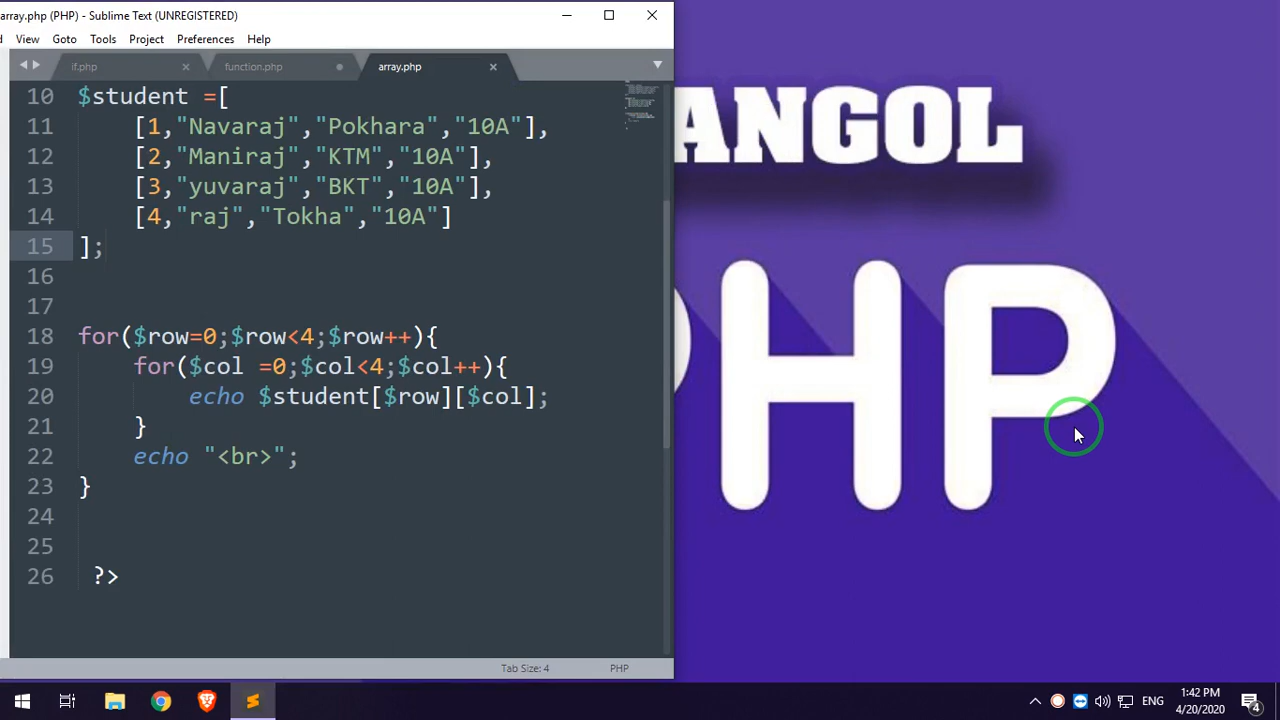 array.php (PHP) - Sublime Text (UNREGISTERED)
View Goto Tools Project Preferences Help
if.php function.php array.php
10 $student =[
11 [1,"Navaraj","Pokhara","10A"],
12 [2,"Maniraj","KTM","10A"],
13 [3,"yuvaraj","BKT","10A"],
14 [4,"raj","Tokha","10A"]
15 ];
16
17
18 for($row=0;$row<4;$row++){
19 for($col =0;$col<4;$col++){
20 echo $student[$row][$col];
21 }
22 echo "<br>";
23 }
24
25
26 ?>
Tab Size: 4 PHP
ANGOL
PHP
ENG
1:42 PM
4/20/2020
4